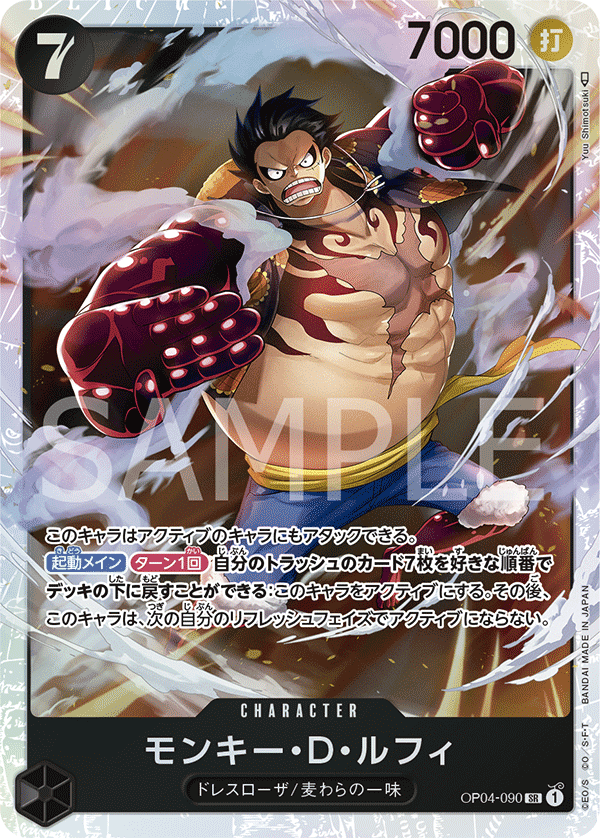 7
7000
打
Yuu Shimotsuki
SAMPLE
このキャラはアクティブのキャラにもアタックできる。
起動メイン ターン1回 自分のトラッシュのカード7枚を好きな順番で
デッキの下に戻すことができる:このキャラをアクティブにする。その後、
このキャラは、次の自分のリフレッシュフェイズでアクティブにならない。
CHARACTER
モンキー・D・ルフィ
ドレスローザ/麦わらの一味
OP04-090 SR 1
©E.O/S ©O/S・F・T BANDAI MADE IN JAPAN